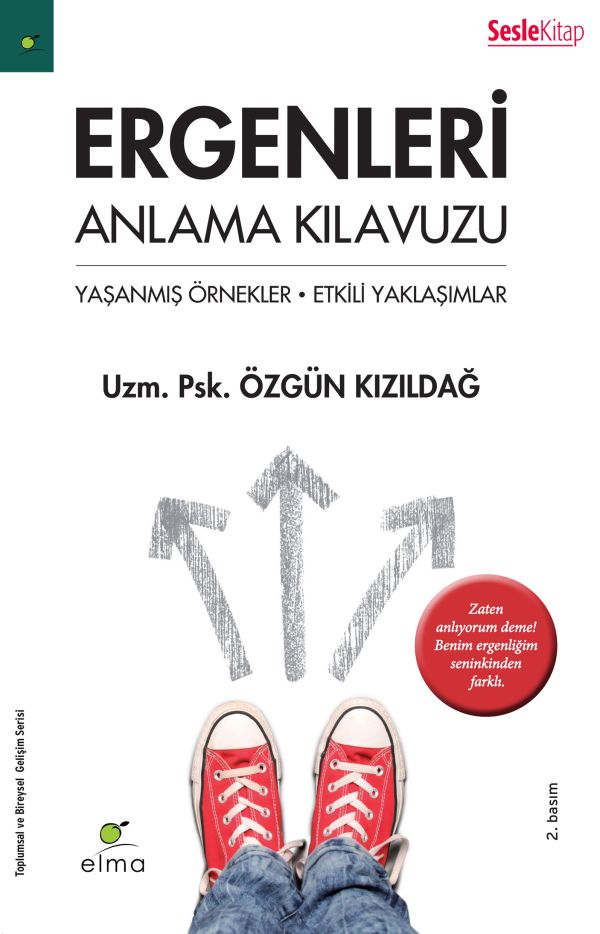 SesleKitap
ERGENLERİ
ANLAMA KILAVUZU
YAŞANMIŞ ÖRNEKLER • ETKİLİ YAKLAŞIMLAR
Uzm. Psk. ÖZGÜN KIZILDAĞ
Zaten
anlıyorum deme!
Benim ergenliğim
seninkinden
farklı.
Toplumsal ve Bireysel Gelişim Serisi
elma
2. basım